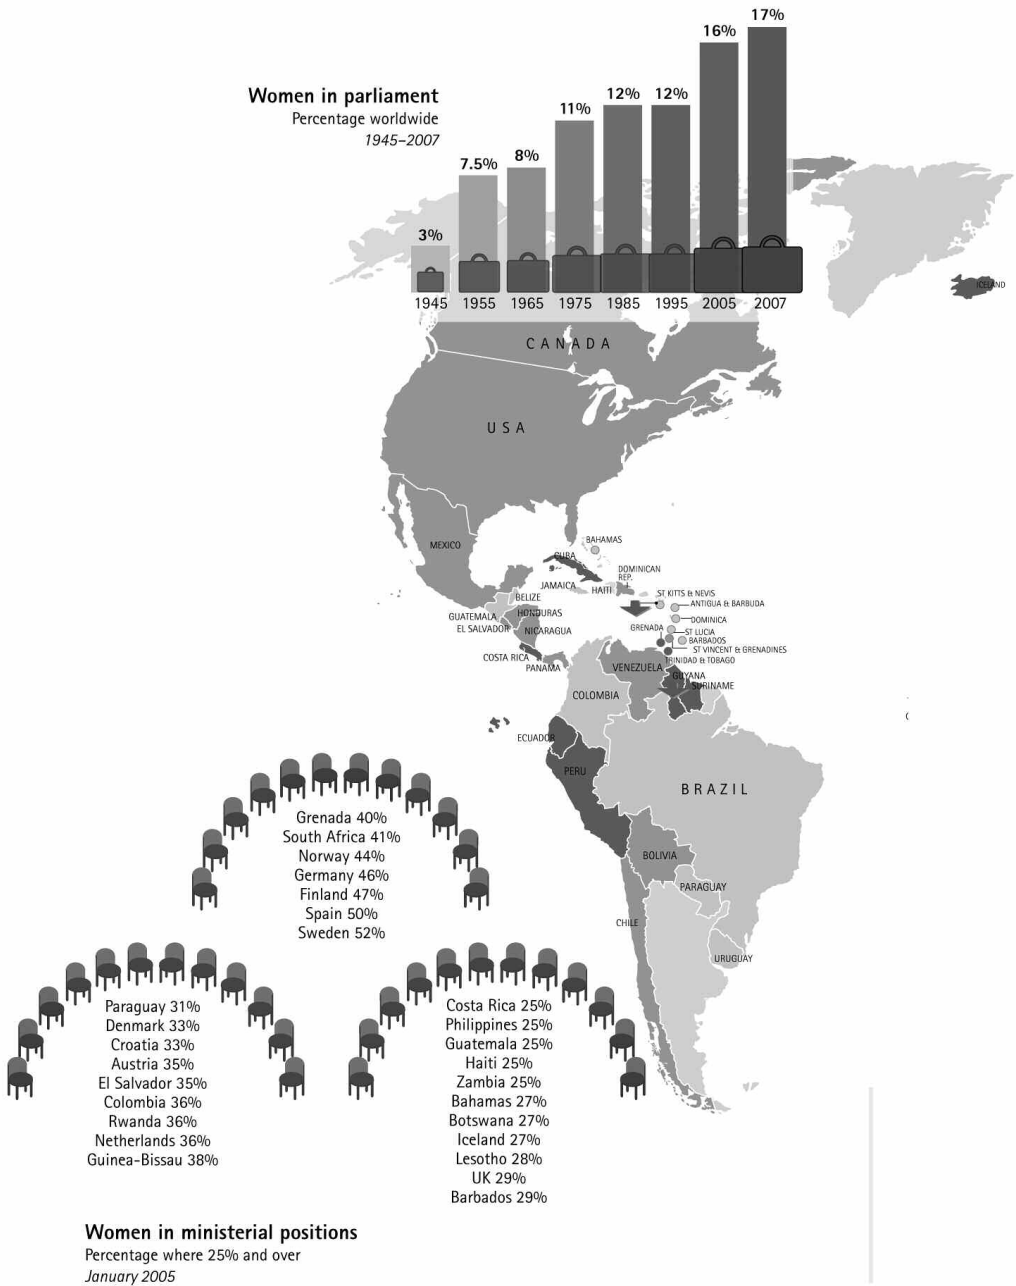 Women in parliament
Percentage worldwide
1945–2007
3%
7.5%
8%
11%
12%
12%
16%
17%
1945
1955
1965
1975
1985
1995
2005
2007
ICELAND
CANADA
USA
MEXICO
BAHAMAS
CUBA
DOMINICAN
REP.
JAMAICA
HAITI
ST KITTS & NEVIS
ANTIGUA & BARBUDA
BELIZE
GUATEMALA
HONDURAS
DOMINICA
EL SALVADOR
NICARAGUA
GRENADA
ST LUCIA
BARBADOS
ST VINCENT & GRENADINES
COSTA RICA
PANAMA
TRINIDAD & TOBAGO
VENEZUELA
GUYANA
SURINAME
COLOMBIA
ECUADOR
PERU
BRAZIL
BOLIVIA
PARAGUAY
CHILE
URUGUAY
Grenada 40%
South Africa 41%
Norway 44%
Germany 46%
Finland 47%
Spain 50%
Sweden 52%
Paraguay 31%
Denmark 33%
Croatia 33%
Austria 35%
El Salvador 35%
Colombia 36%
Rwanda 36%
Netherlands 36%
Guinea-Bissau 38%
Costa Rica 25%
Philippines 25%
Guatemala 25%
Haiti 25%
Zambia 25%
Bahamas 27%
Botswana 27%
Iceland 27%
Lesotho 28%
UK 29%
Barbados 29%
Women in ministerial positions
Percentage where 25% and over
January 2005